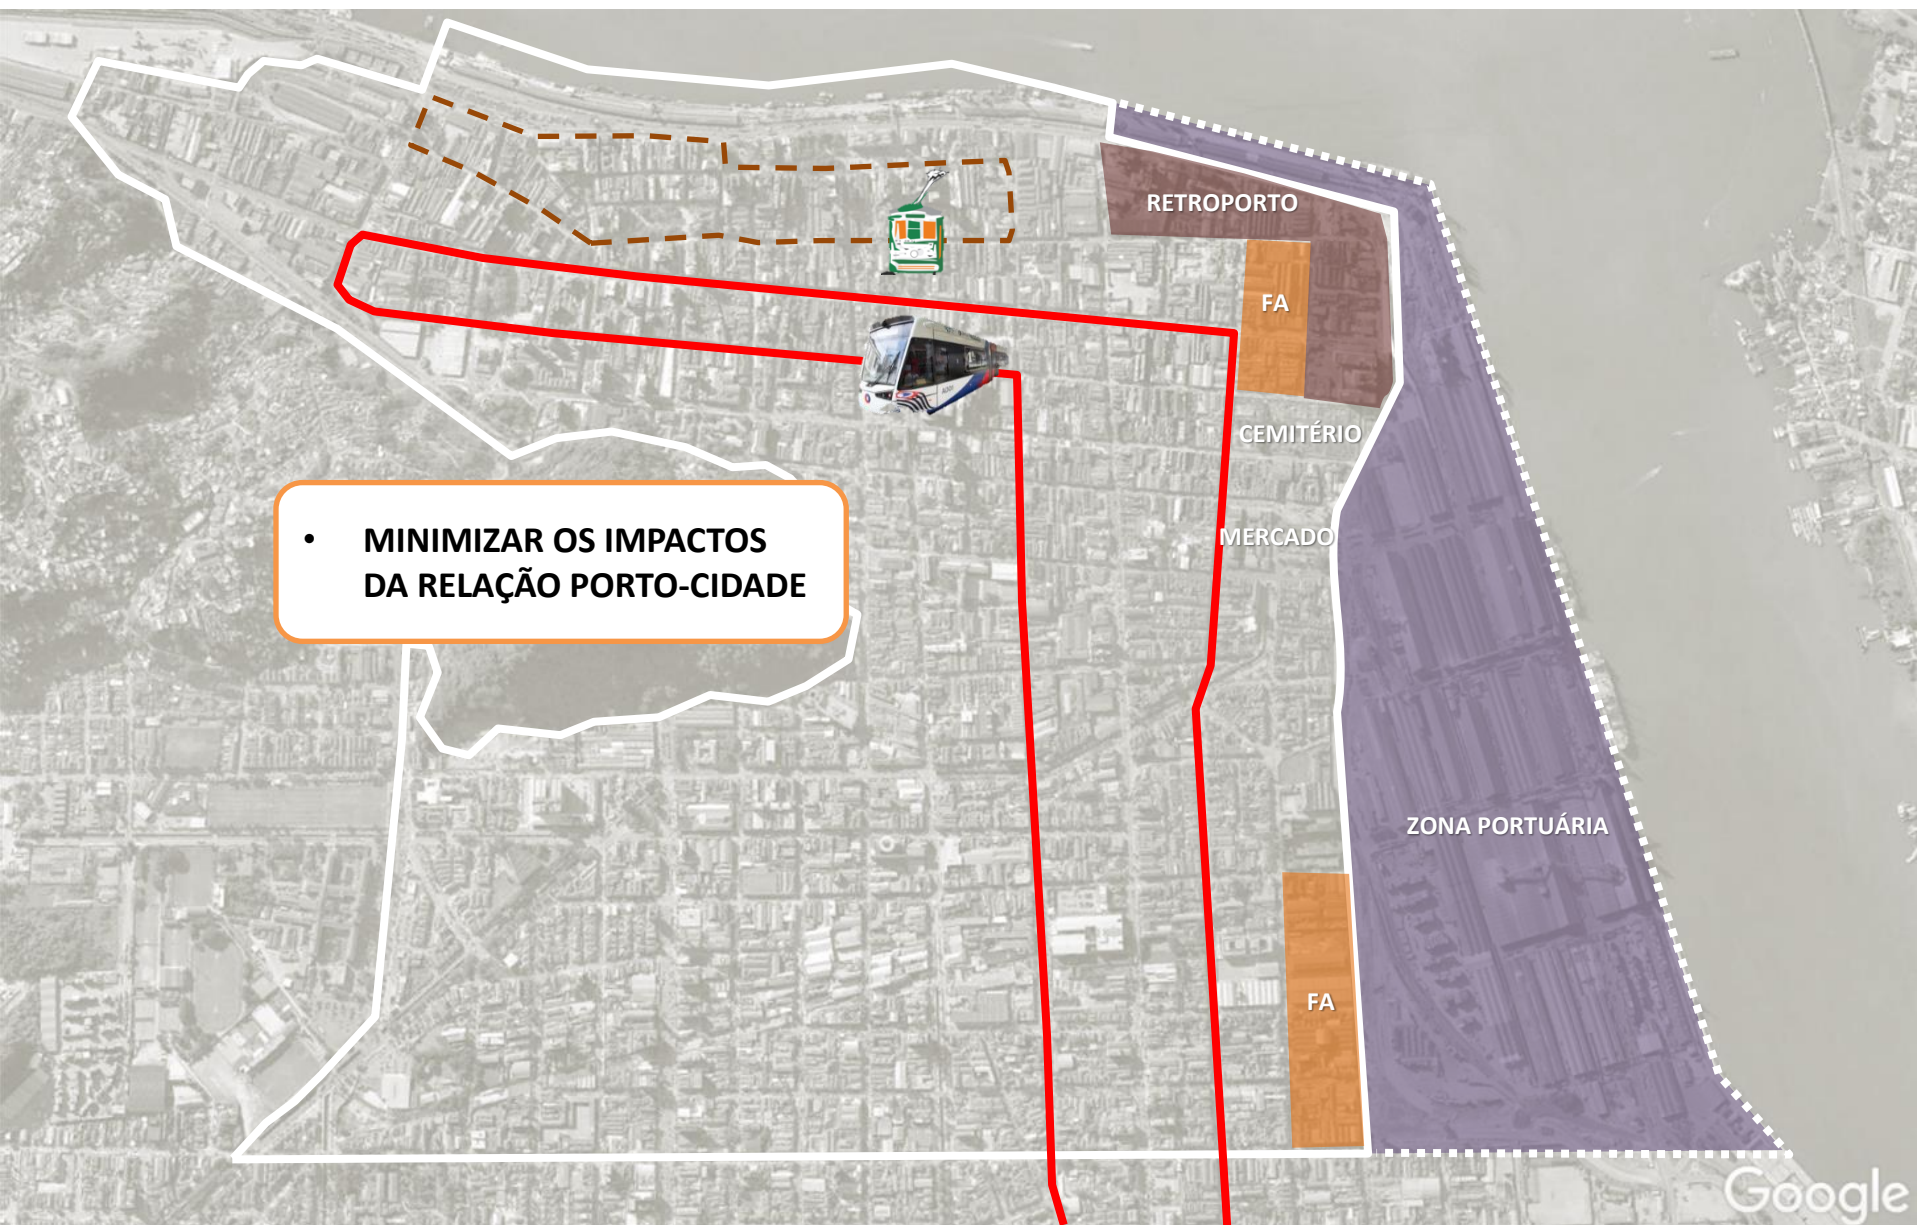 RETROPORTO
FA
CEMITÉRIO
MERCADO
• MINIMIZAR OS IMPACTOS
DA RELAÇÃO PORTO-CIDADE
ZONA PORTUÁRIA
FA
Google